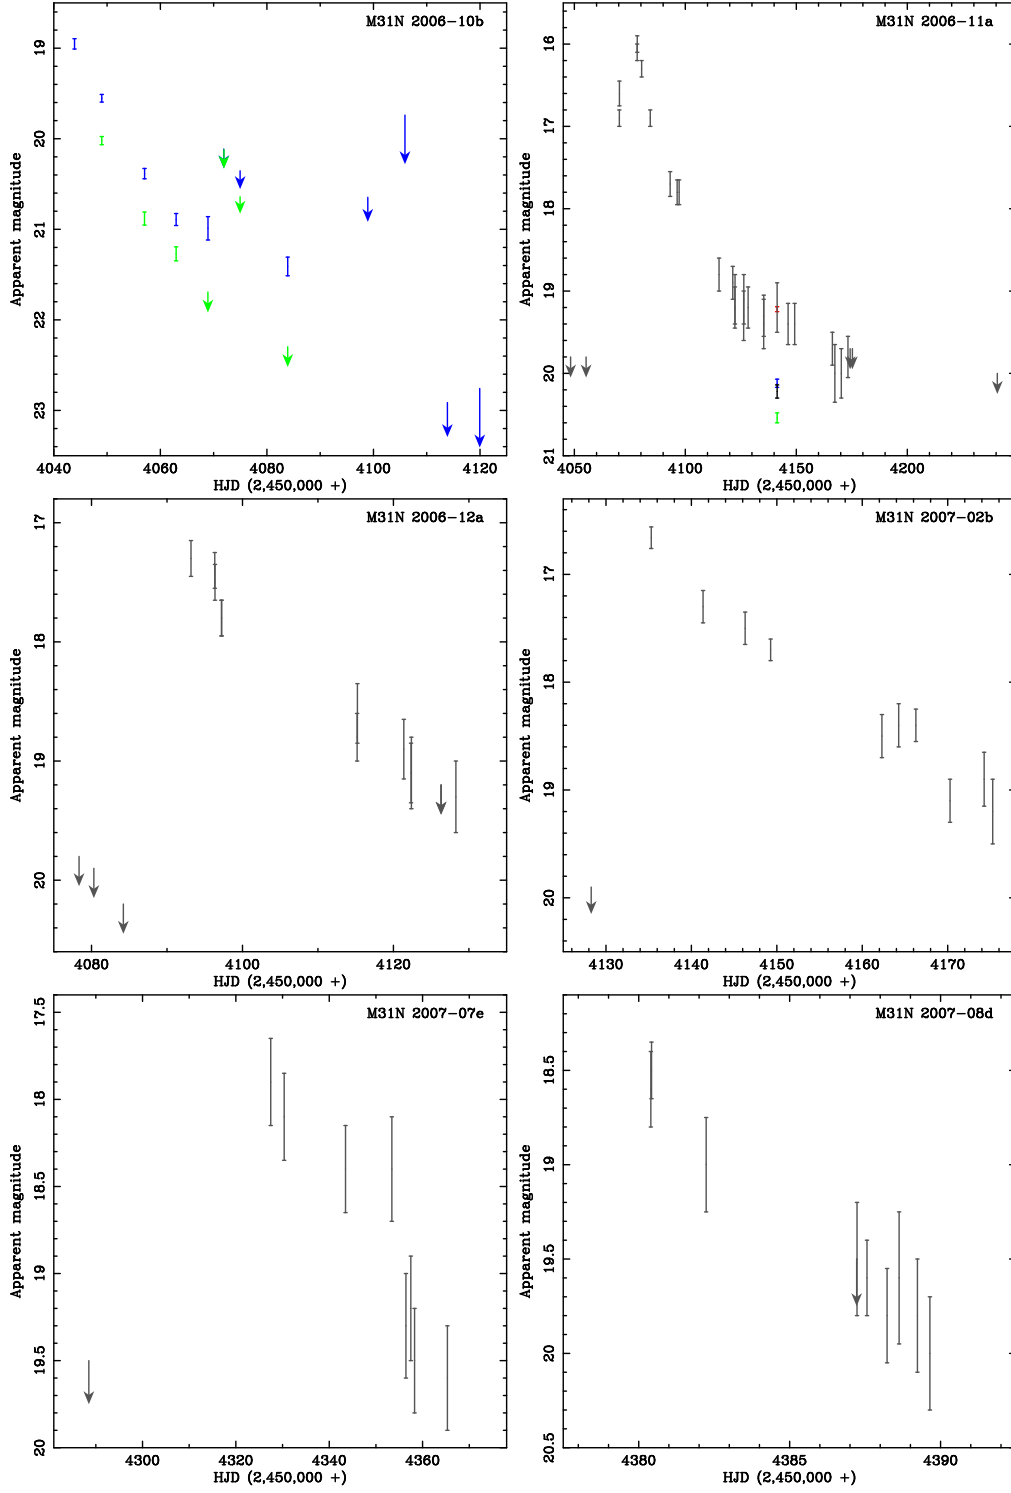 M31N 2006-10b
Apparent magnitude
19
20
21
22
23
4040 4060 4080 4100 4120
HJD (2,450,000 +)
M31N 2006-11a
Apparent magnitude
16
17
18
19
20
21
4050 4100 4150 4200
HJD (2,450,000 +)
M31N 2006-12a
Apparent magnitude
17
18
19
20
4080 4100 4120
HJD (2,450,000 +)
M31N 2007-02b
Apparent magnitude
17
18
19
20
4130 4140 4150 4160 4170
HJD (2,450,000 +)
M31N 2007-07e
Apparent magnitude
17.5
18
18.5
19
19.5
20
4300 4320 4340 4360
HJD (2,450,000 +)
M31N 2007-08d
Apparent magnitude
18.5
19
19.5
20
20.5
4380 4385 4390
HJD (2,450,000 +)